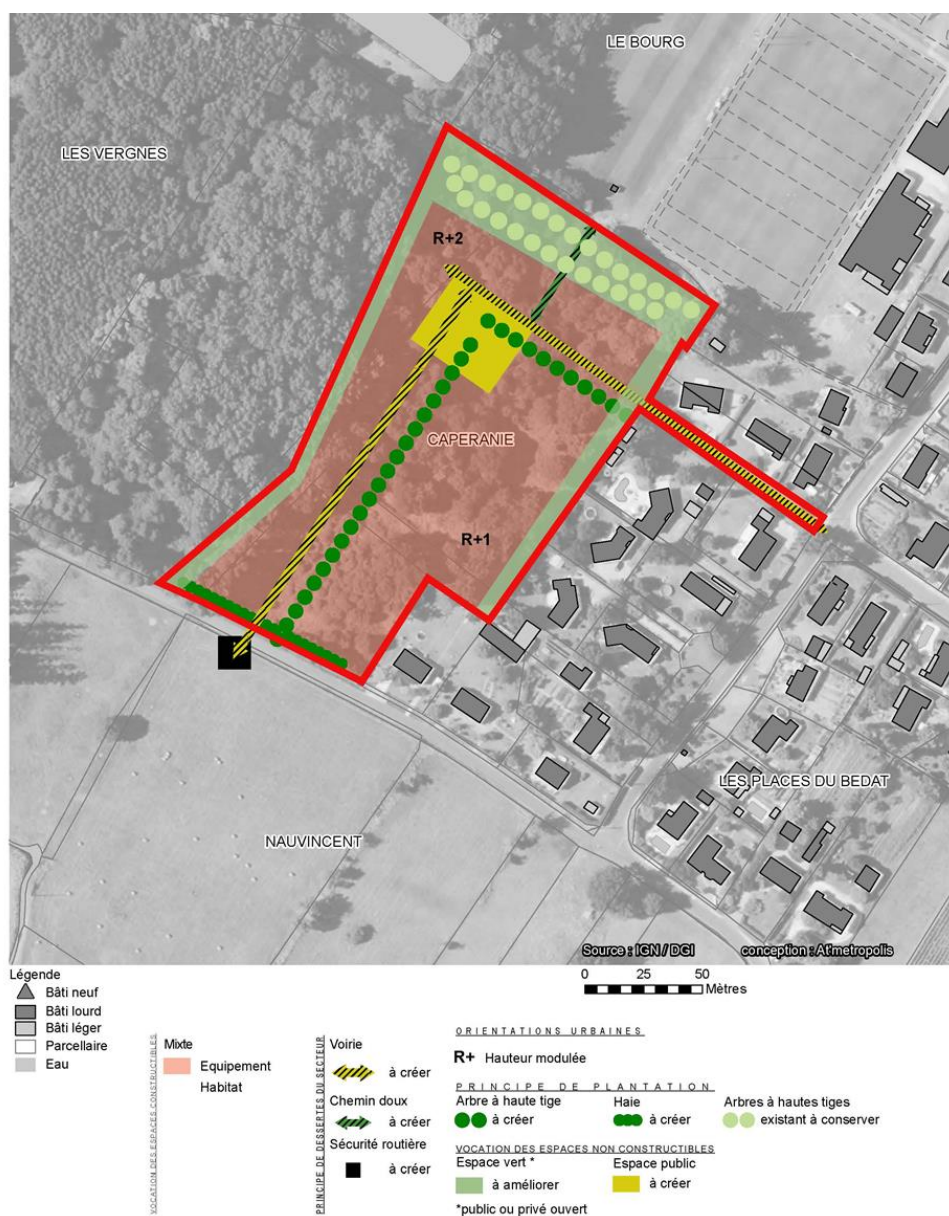 LE BOURG
LES VERGNES
R+2
CAPERANIE
R+1
LES PLACES DU BEDAT
NAUVINCENT
Source : IGN / DGI conception : At'metropolis
0 25 50
Mètres
Légende
Bâti neuf
Bâti lourd
Bâti léger
Parcellaire
Eau
VOCATION DES ESPACES CONSTRUCTIBLES
Mixte
Equipement
Habitat
PRINCIPE DE DESSERTES DU SECTEUR
Voirie
à créer
Chemin doux
à créer
Sécurité routière
à créer
ORIENTATIONS URBAINES
R+ Hauteur modulée
PRINCIPE DE PLANTATION
Arbre à haute tige
à créer
Haie
à créer
Arbres à hautes tiges
existant à conserver
VOCATION DES ESPACES NON CONSTRUCTIBLES
Espace vert *
à améliorer
Espace public
à créer
*public ou privé ouvert